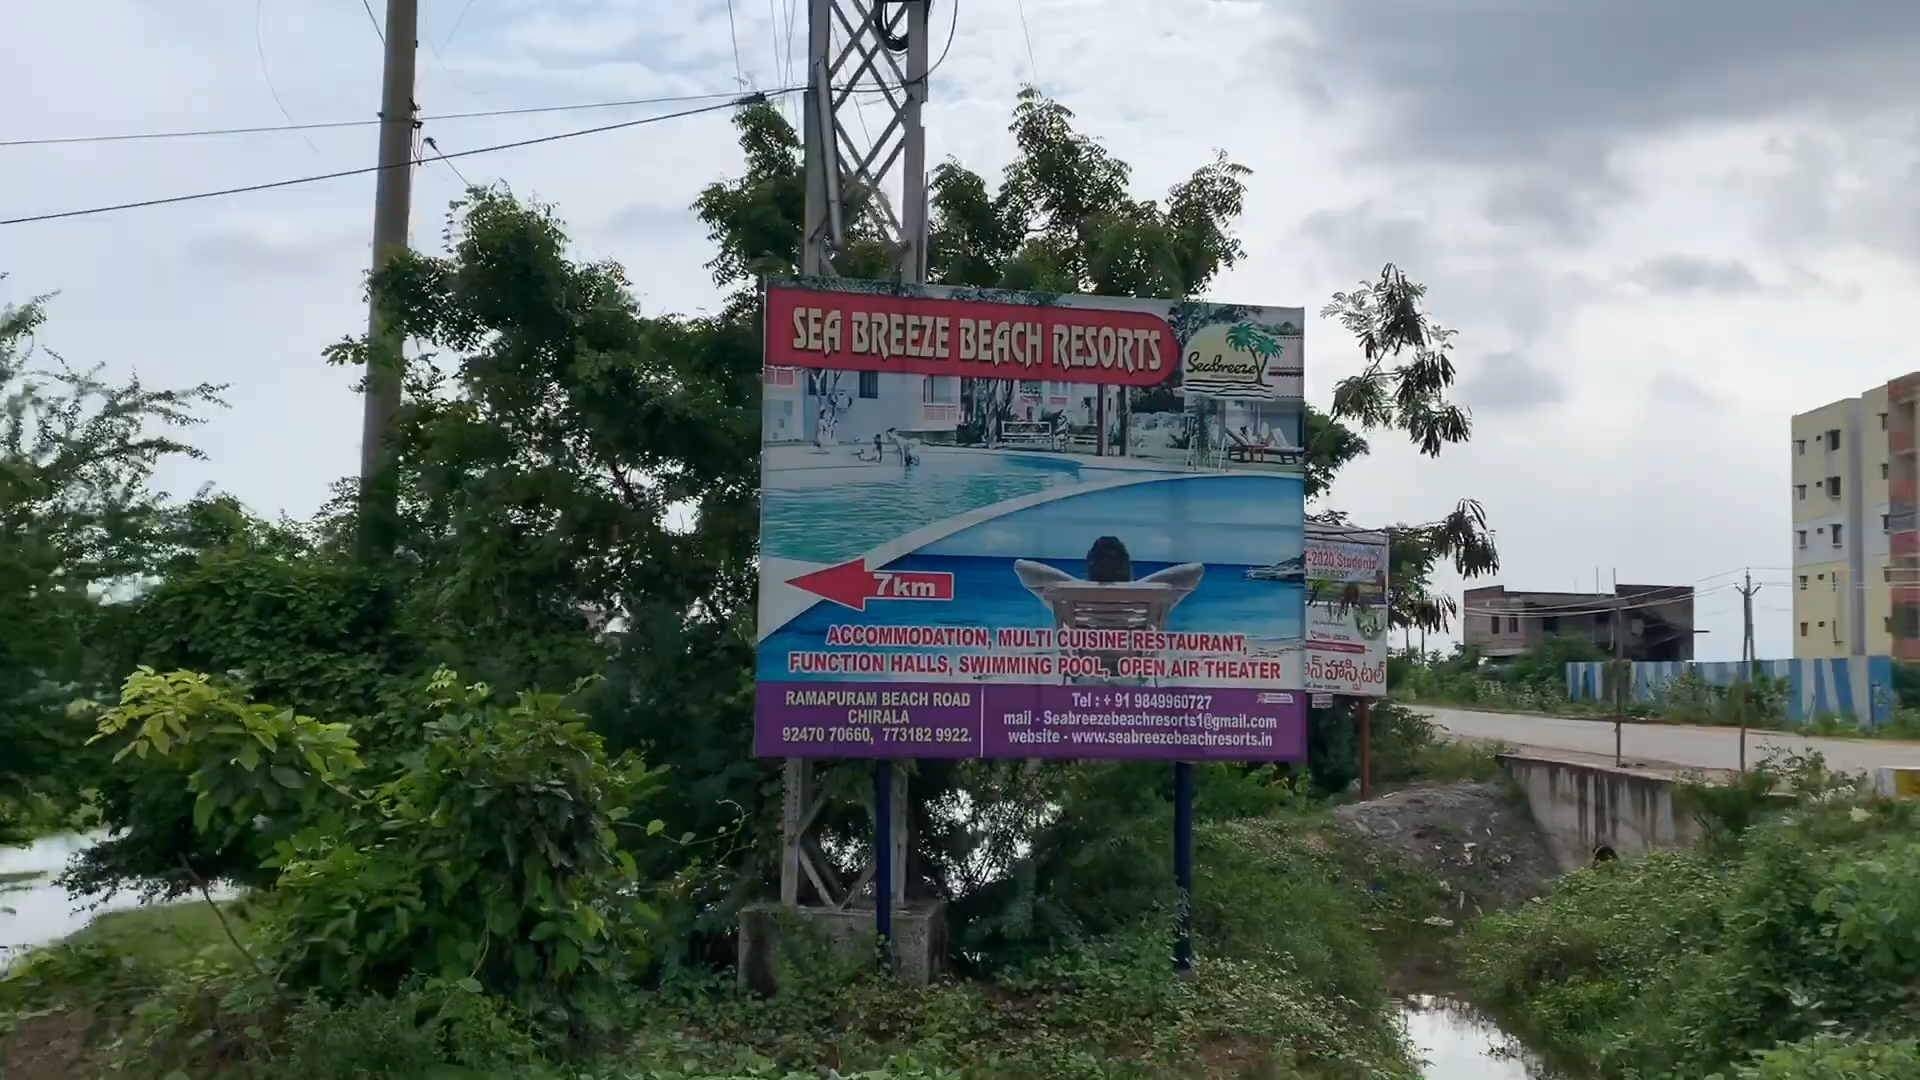 SEA BREEZE BEACH RESORTS
SeaBreeze
7km
ACCOMMODATION, MULTI CUISINE RESTAURANT,
FUNCTION HALLS, SWIMMING POOL, OPEN AIR THEATER
RAMAPURAM BEACH ROAD
CHIRALA
92470 70660, 773182 9922.
Tel : + 91 9849960727
mail - Seabreezebeachresorts1@gmail.com
website - www.seabreezebeachresorts.in
-2020 Students
హాస్పిటల్